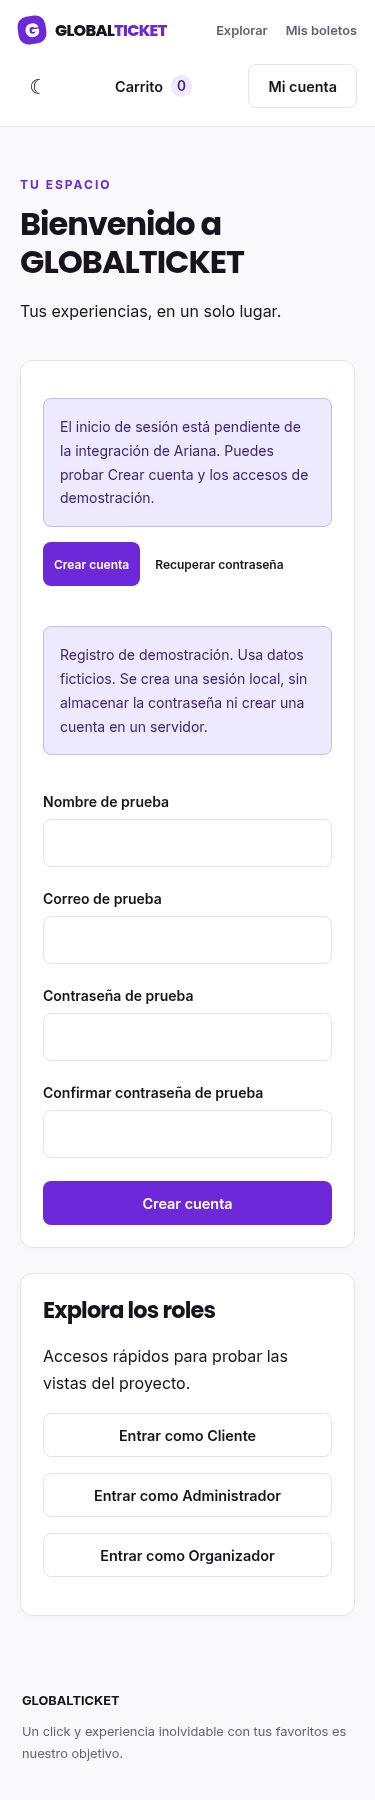 G GLOBALTICKET
Explorar Mis boletos
Carrito 0 Mi cuenta
TU ESPACIO
Bienvenido a
GLOBALTICKET
Tus experiencias, en un solo lugar.
El inicio de sesión está pendiente de
la integración de Ariana. Puedes
probar Crear cuenta y los accesos de
demostración.
Crear cuenta Recuperar contraseña
Registro de demostración. Usa datos
ficticios. Se crea una sesión local, sin
almacenar la contraseña ni crear una
cuenta en un servidor.
Nombre de prueba
Correo de prueba
Contraseña de prueba
Confirmar contraseña de prueba
Crear cuenta
Explora los roles
Accesos rápidos para probar las
vistas del proyecto.
Entrar como Cliente
Entrar como Administrador
Entrar como Organizador
GLOBALTICKET
Un click y experiencia inolvidable con tus favoritos es
nuestro objetivo.